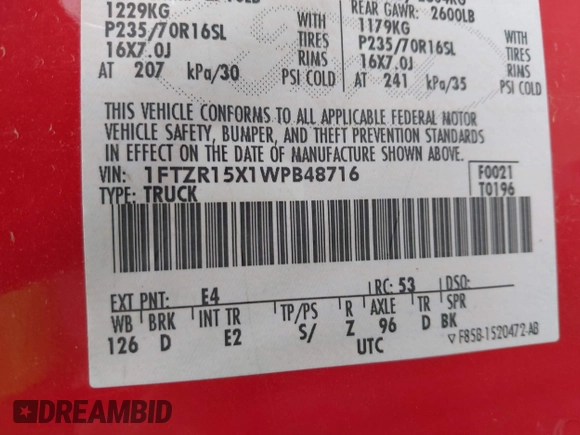 1229KG
P235/70R16SL TIRES
16X7.0J RIMS
AT 207 kPa/30 PSI COLD
REAR GAWR: 2600LB
1179KG WITH
P235/70R16SL TIRES
16X7.0J RIMS
AT 241 kPa/35 PSI COLD
THIS VEHICLE CONFORMS TO ALL APPLICABLE FEDERAL MOTOR
VEHICLE SAFETY, BUMPER, AND THEFT PREVENTION STANDARDS
IN EFFECT ON THE DATE OF MANUFACTURE SHOWN ABOVE.
VIN: 1FTZR15X1WPB48716 F0021
TYPE: TRUCK T0196
EXT PNT: E4 RC: 53 DSO:
WB BRK INT TR TP/PS R AXLE TR SPR
126 D E2 S/ Z 96 D BK
UTC
▽ F85B-1520472-AB
DREAMBID